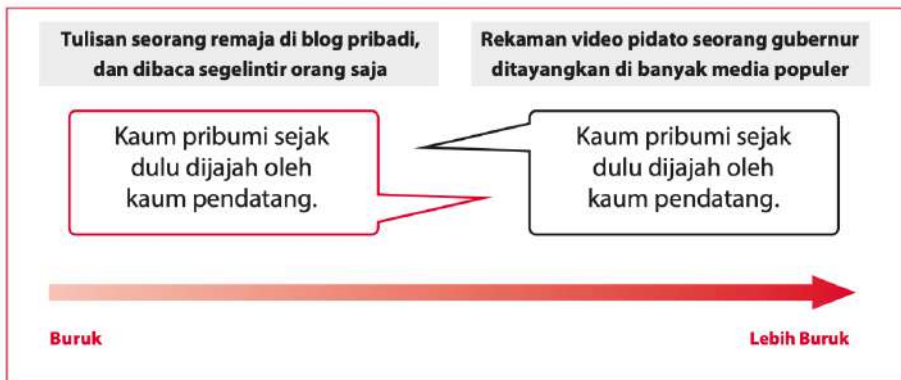 Tulisan seorang remaja di blog pribadi,
dan dibaca segelintir orang saja
Rekaman video pidato seorang gubernur
ditayangkan di banyak media populer
Kaum pribumi sejak
dulu dijajah oleh
kaum pendatang.
Kaum pribumi sejak
dulu dijajah oleh
kaum pendatang.
Buruk
Lebih Buruk